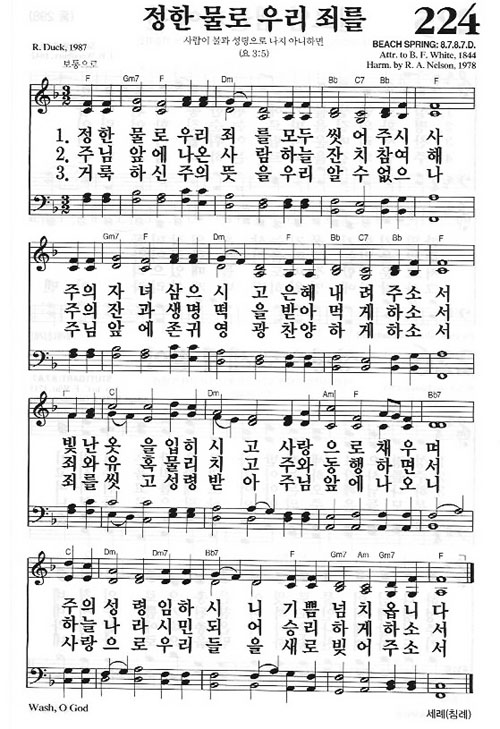 정한 물로 우리 죄를
224
사람이 물과 성령으로 나지 아니하면
(요 3:5)
R. Duck, 1987
보통으로
BEACH SPRING: 8.7.8.7.D.
Attr. to B. F. White, 1844
Harm. by R. A. Nelson, 1978
F Gm7 F Dm Bb C7 Bb F
1. 정한 물로 우리 죄를 모두 씻어 주시 사
2. 주님 앞에 나온 사람 하늘 잔치 참여 해
3. 거룩하신 주의 뜻을 우리 알 수 없으 나
Gm7 F Dm Bb C7 Bb F
주의 자녀 삼으시고 은혜 내려 주소서
주의 잔과 생명 떡을 받아 먹게 하소서
주님 앞에 존귀 영광 찬양하게 하소서
F C Dm Am F Bb7
빛난 옷을 입히시고 사랑으로 채우며
죄와 유혹 물리치고 주와 동행하면서
죄를 씻고 성령 받아 주님 앞에 나오니
C Dm Dm7 Bb7 F Gm7 Am Gm7 F
주의 성령 임하시니 기쁨 넘치옵니다
하늘나라 시민 되어 승리하게 하소서
사랑으로 우리들을 새로 빚어 주소서
Wash, O God
세례(침례)